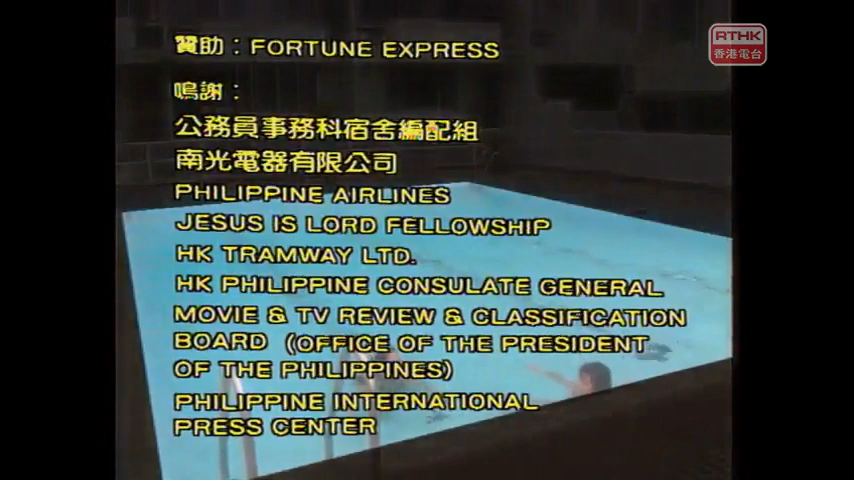 RTHK
香港電台
贊助：FORTUNE EXPRESS
鳴謝：
公務員事務科宿舍編配組
南光電器有限公司
PHILIPPINE AIRLINES
JESUS IS LORD FELLOWSHIP
HK TRAMWAY LTD.
HK PHILIPPINE CONSULATE GENERAL
MOVIE & TV REVIEW & CLASSIFICATION
BOARD (OFFICE OF THE PRESIDENT
OF THE PHILIPPINES)
PHILIPPINE INTERNATIONAL
PRESS CENTER